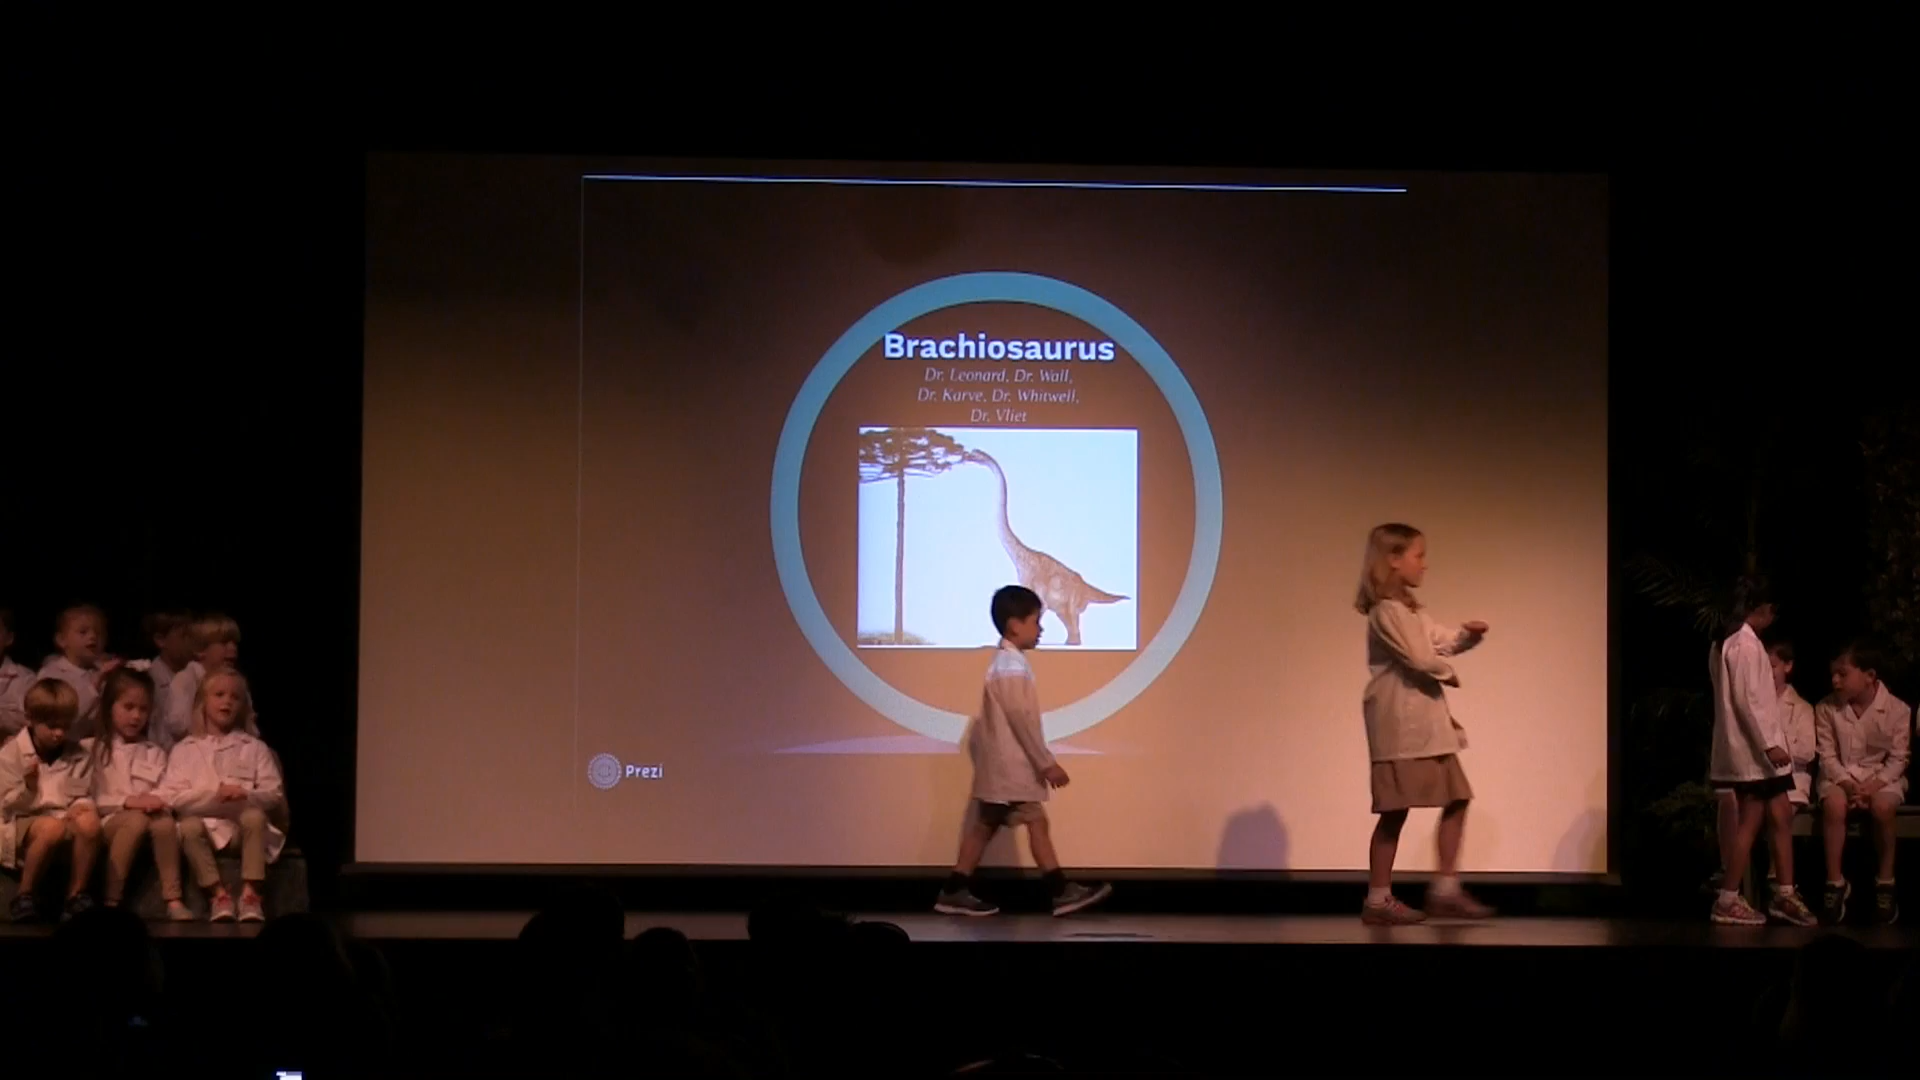 Brachiosaurus
Dr. Leonard, Dr. Wall,
Dr. Karve, Dr. Whitwell,
Dr. Vliet
Prezi